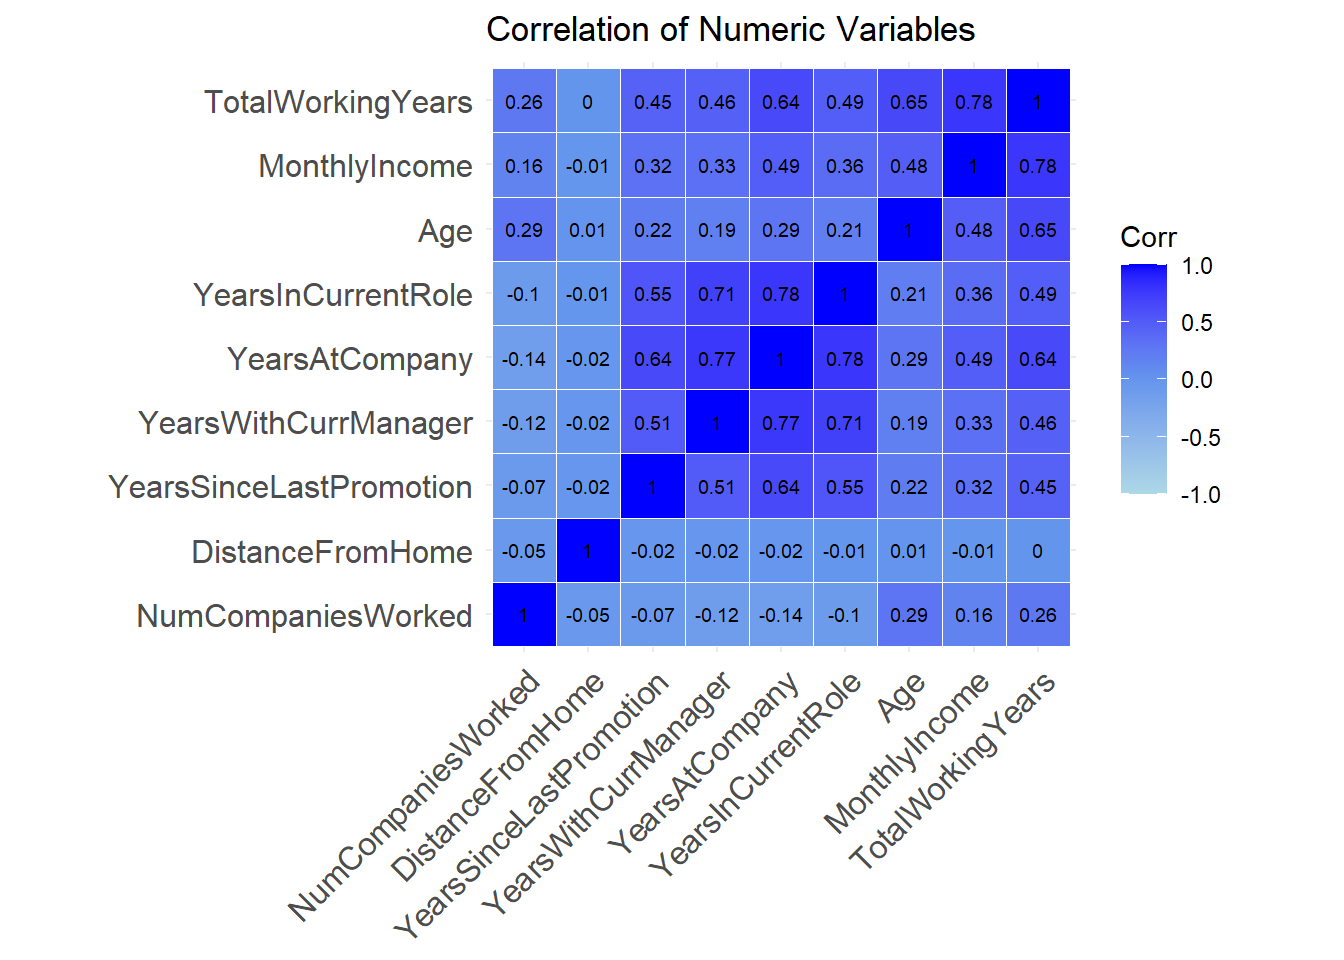 Correlation of Numeric Variables
TotalWorkingYears 0.26 0 0.45 0.46 0.64 0.49 0.65 0.78 1
MonthlyIncome 0.16 -0.01 0.32 0.33 0.49 0.36 0.48 1 0.78
Age 0.29 0.01 0.22 0.19 0.29 0.21 1 0.48 0.65
YearsInCurrentRole -0.1 -0.01 0.55 0.71 0.78 1 0.21 0.36 0.49
YearsAtCompany -0.14 -0.02 0.64 0.77 1 0.78 0.29 0.49 0.64
YearsWithCurrManager -0.12 -0.02 0.51 1 0.77 0.71 0.19 0.33 0.46
YearsSinceLastPromotion -0.07 -0.02 1 0.51 0.64 0.55 0.22 0.32 0.45
DistanceFromHome -0.05 1 -0.02 -0.02 -0.02 -0.01 0.01 -0.01 0
NumCompaniesWorked 1 -0.05 -0.07 -0.12 -0.14 -0.1 0.29 0.16 0.26
NumCompaniesWorked
DistanceFromHome
YearsSinceLastPromotion
YearsWithCurrManager
YearsAtCompany
YearsInCurrentRole
Age
MonthlyIncome
TotalWorkingYears
Corr
1.0
0.5
0.0
-0.5
-1.0